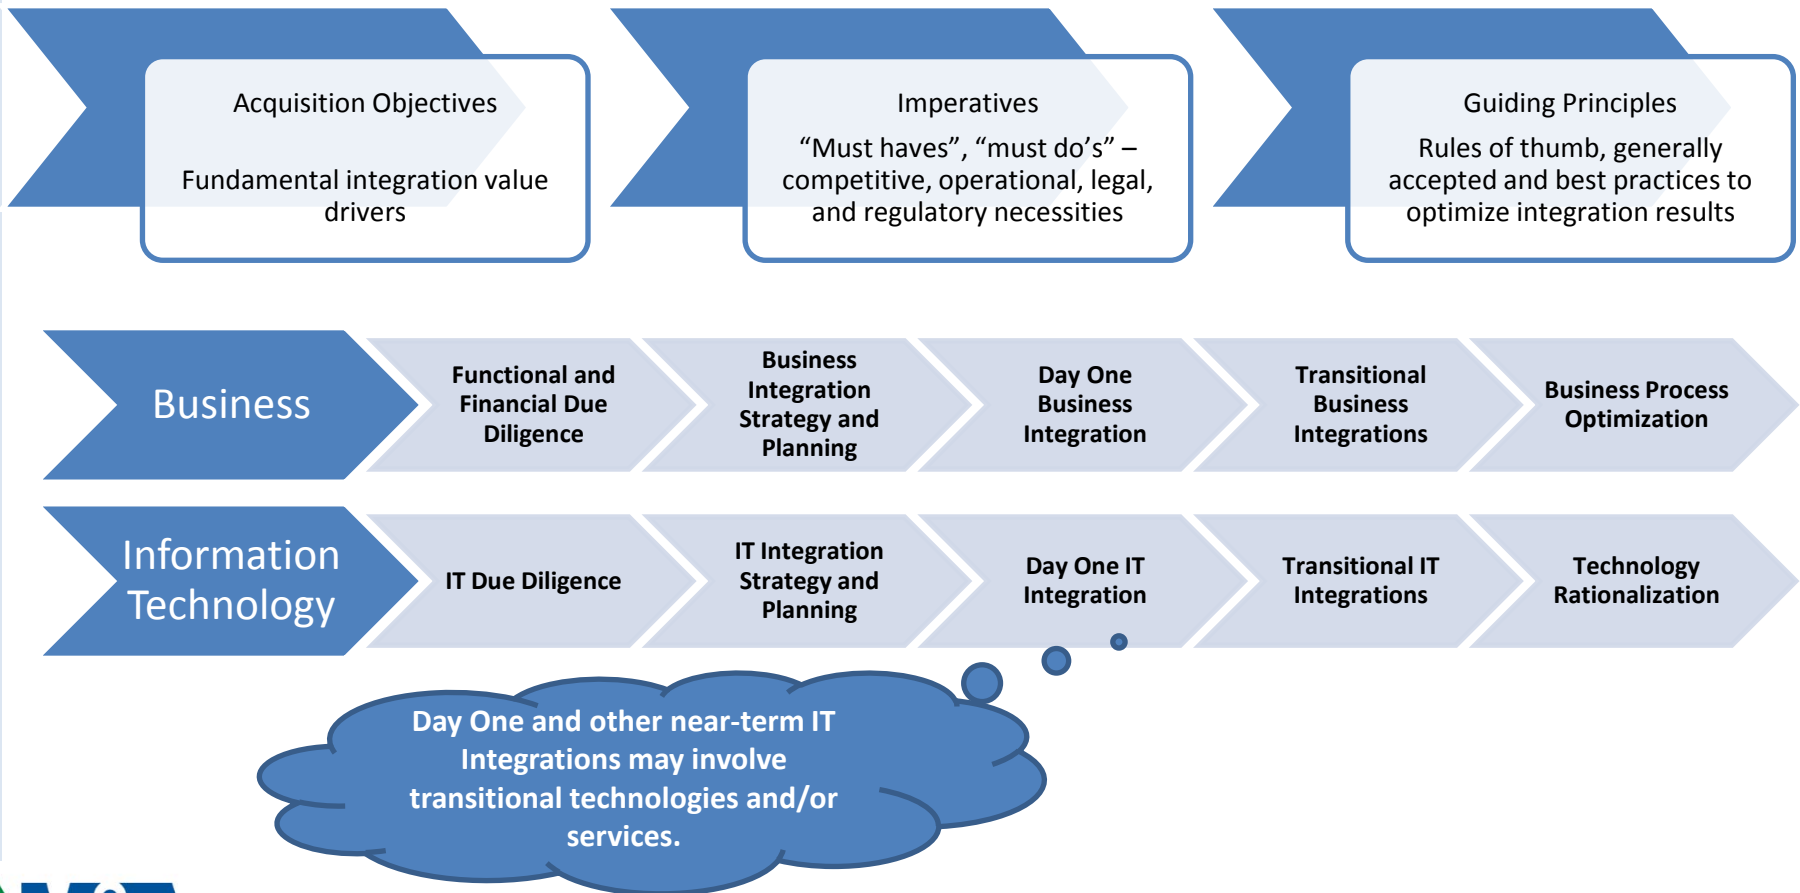 Acquisition Objectives
Fundamental integration value
drivers
Imperatives
“Must haves”, “must do’s” –
competitive, operational, legal,
and regulatory necessities
Guiding Principles
Rules of thumb, generally
accepted and best practices to
optimize integration results
Business
Functional and
Financial Due
Diligence
Business
Integration
Strategy and
Planning
Day One
Business
Integration
Transitional
Business
Integrations
Business Process
Optimization
Information
Technology
IT Due Diligence
IT Integration
Strategy and
Planning
Day One IT
Integration
Transitional IT
Integrations
Technology
Rationalization
Day One and other near-term IT
Integrations may involve
transitional technologies and/or
services.